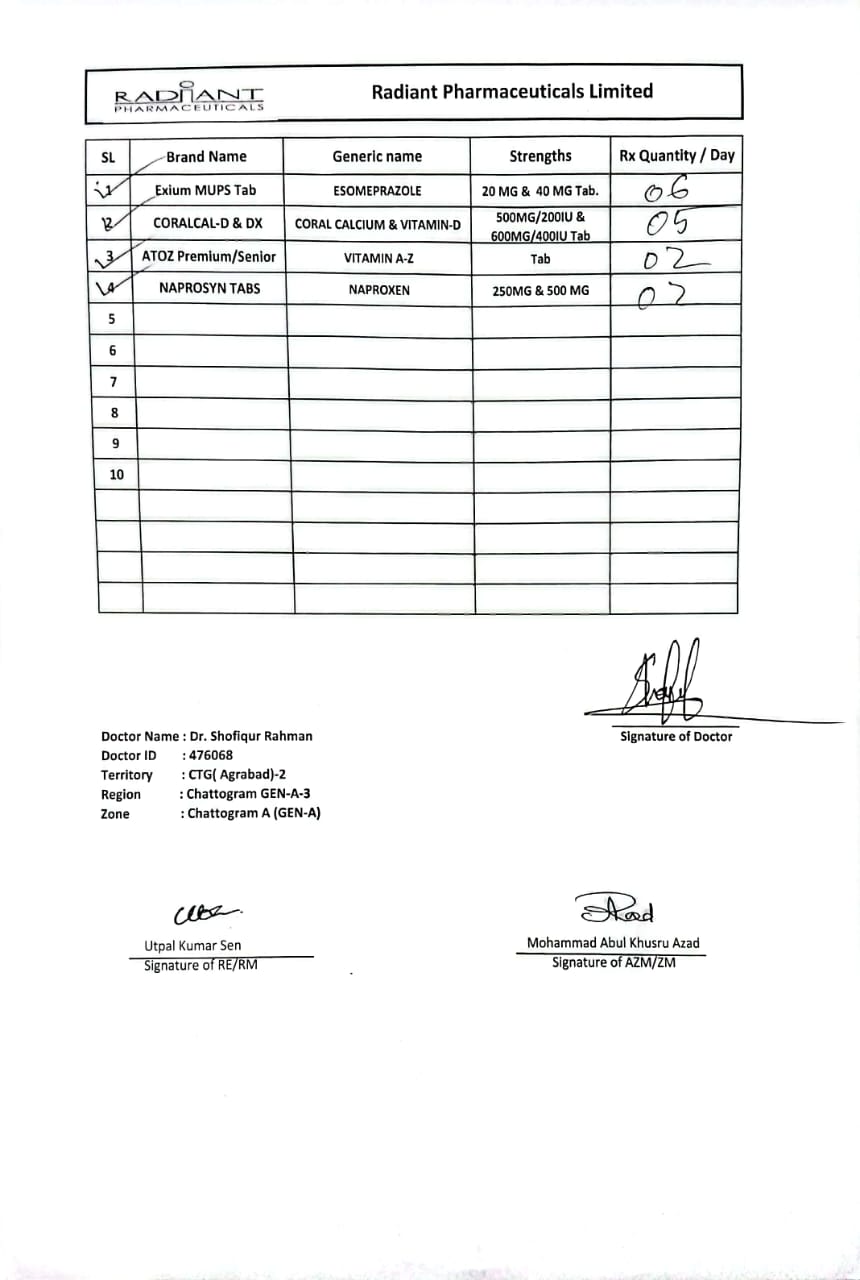 RADIANT
PHARMACEUTICALS
Radiant Pharmaceuticals Limited
SL Brand Name Generic name Strengths Rx Quantity / Day
1 Exium MUPS Tab ESOMEPRAZOLE 20 MG & 40 MG Tab. 06
2 CORALCAL-D & DX CORAL CALCIUM & VITAMIN-D 500MG/200IU & 600MG/400IU Tab 05
3 ATOZ Premium/Senior VITAMIN A-Z Tab 02
4 NAPROSYN TABS NAPROXEN 250MG & 500 MG 02
5
6
7
8
9
10
Signature of Doctor
Doctor Name : Dr. Shofiqur Rahman
Doctor ID : 476068
Territory : CTG( Agrabad)-2
Region : Chattogram GEN-A-3
Zone : Chattogram A (GEN-A)
Utpal Kumar Sen
Signature of RE/RM
Mohammad Abul Khusru Azad
Signature of AZM/ZM